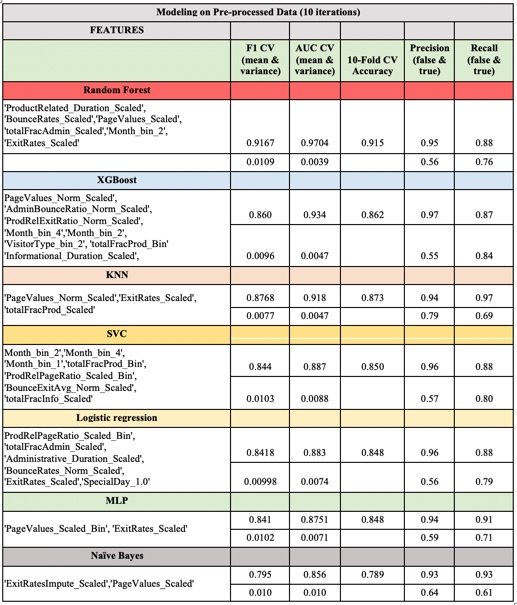 Modeling on Pre-processed Data (10 iterations)
FEATURES
F1 CV (mean & variance) AUC CV (mean & variance) 10-Fold CV Accuracy Precision (false & true) Recall (false & true)
Random Forest
'ProductRelated_Duration_Scaled',
'BounceRates_Scaled','PageValues_Scaled',
'totalFracAdmin_Scaled','Month_bin_2',
'ExitRates_Scaled'
0.9167 0.9704 0.915 0.95 0.88
0.0109 0.0039 0.56 0.76
XGBoost
PageValues_Norm_Scaled',
'AdminBounceRatio_Norm_Scaled',
'ProdRelExitRatio_Norm_Scaled',
'Month_bin_4','Month_bin_2',
'VisitorType_bin_2', 'totalFracProd_Bin'
'Informational_Duration_Scaled',
0.860 0.934 0.862 0.97 0.87
0.0096 0.0047 0.55 0.84
KNN
'PageValues_Norm_Scaled','ExitRates_Scaled',
'totalFracProd_Scaled'
0.8768 0.918 0.873 0.94 0.97
0.0077 0.0047 0.79 0.69
SVC
Month_bin_2','Month_bin_4',
'Month_bin_1','totalFracProd_Bin',
'ProdRelPageRatio_Scaled_Bin',
'BounceExitAvg_Norm_Scaled',
'totalFracInfo_Scaled'
0.844 0.887 0.850 0.96 0.88
0.0103 0.0088 0.57 0.80
Logistic regression
ProdRelPageRatio_Scaled_Bin',
'totalFracAdmin_Scaled',
'Administrative_Duration_Scaled',
'BounceRates_Norm_Scaled',
'ExitRates_Scaled','SpecialDay_1.0'
0.8418 0.883 0.848 0.96 0.88
0.00998 0.0074 0.56 0.79
MLP
'PageValues_Scaled_Bin', 'ExitRates_Scaled'
0.841 0.8751 0.848 0.94 0.91
0.0102 0.0071 0.59 0.71
Naïve Bayes
'ExitRatesImpute_Scaled','PageValues_Scaled'
0.795 0.856 0.789 0.93 0.93
0.010 0.010 0.64 0.61